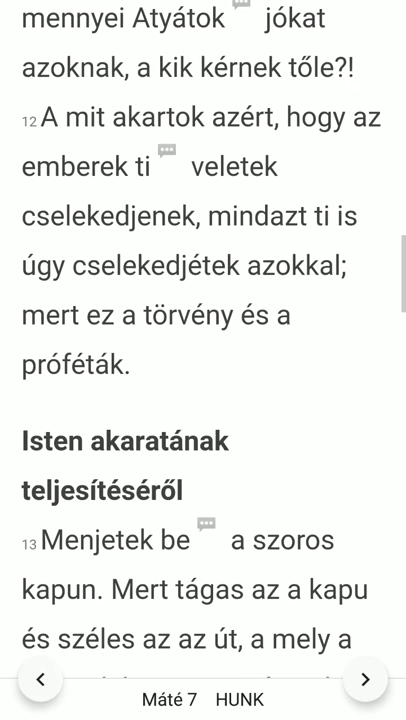 mennyei Atyátok jókat
azoknak, a kik kérnek tőle?!
12 A mit akartok azért, hogy az
emberek ti veletek
cselekedjenek, mindazt ti is
úgy cselekedjétek azokkal;
mert ez a törvény és a
próféták.
Isten akaratának
teljesítéséről
13 Menjetek be a szoros
kapun. Mert tágas az a kapu
és széles az az út, a mely a
Máté 7 HUNK